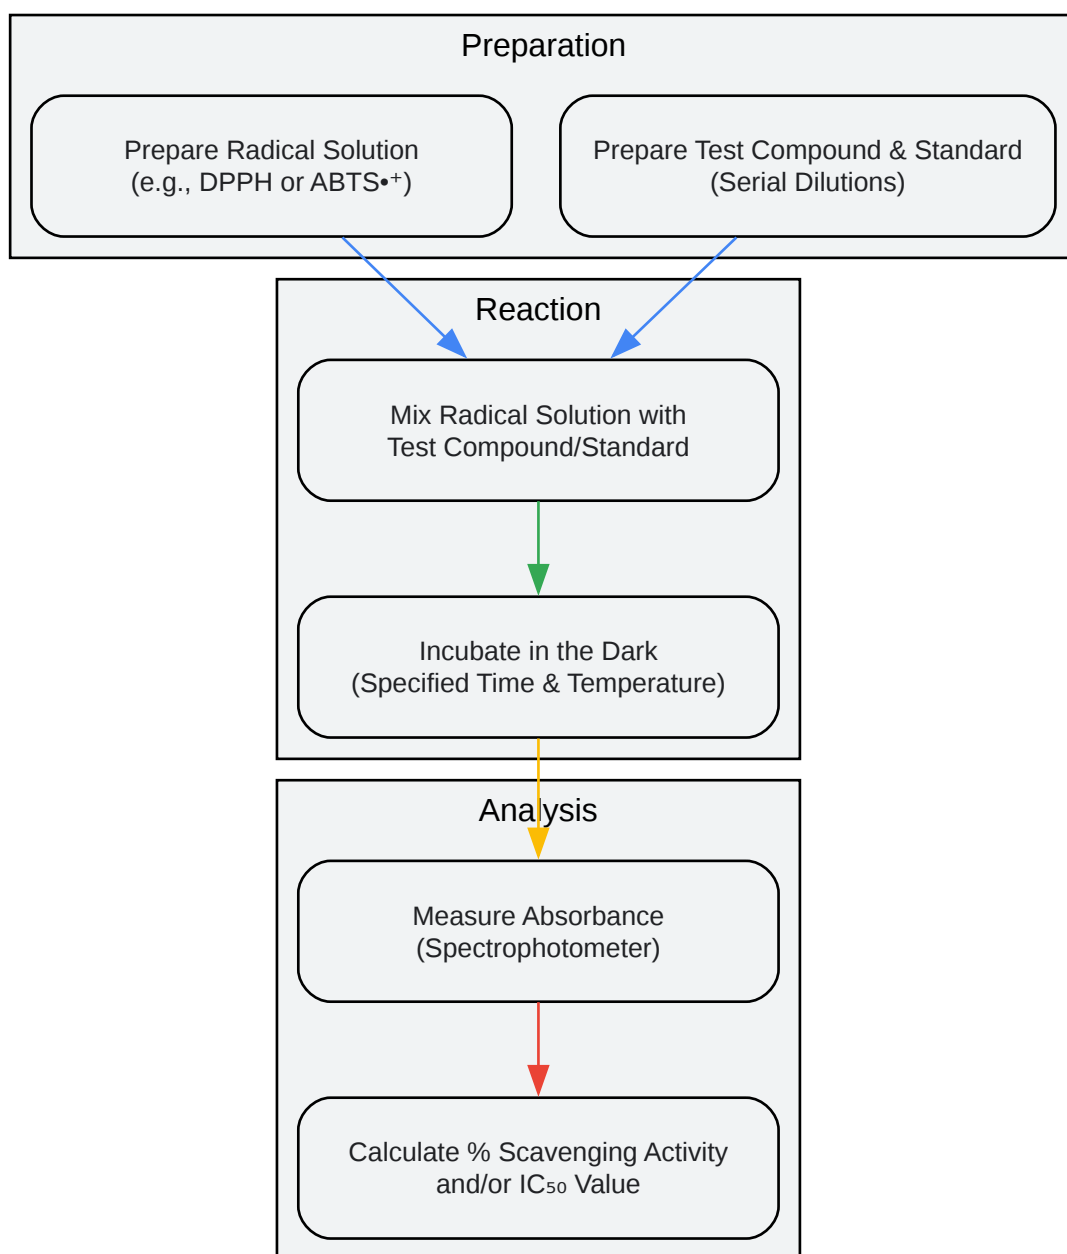 Preparation
Prepare Radical Solution
(e.g., DPPH or ABTS•⁺)
Prepare Test Compound & Standard
(Serial Dilutions)
Reaction
Mix Radical Solution with
Test Compound/Standard
Incubate in the Dark
(Specified Time & Temperature)
Analysis
Measure Absorbance
(Spectrophotometer)
Calculate % Scavenging Activity
and/or IC₅₀ Value